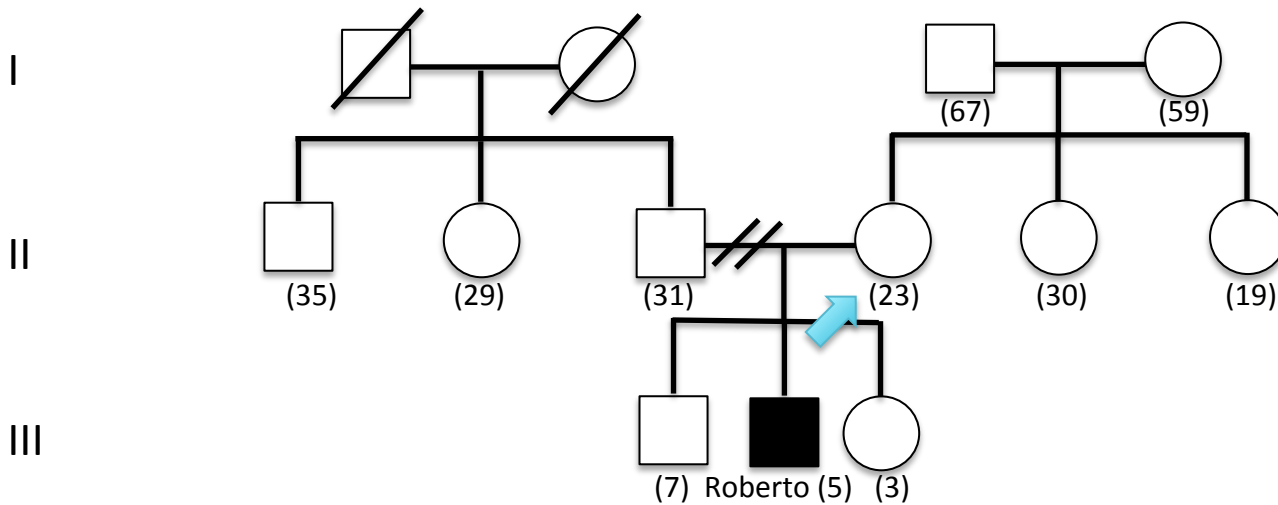 I
(67) (59)
II
(35) (29) (31) (23) (30) (19)
III
(7) Roberto (5) (3)